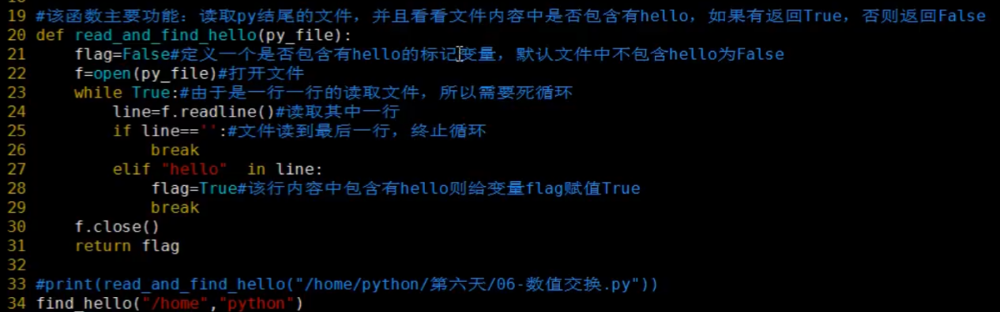 19 #该函数主要功能：读取py结尾的文件，并且看看文件内容中是否包含有hello，如果有返回True，否则返回False
20 def read_and_find_hello(py_file):
21     flag=False#定义一个是否包含有hello的标记变量，默认文件中不包含hello为False
22     f=open(py_file)#打开文件
23     while True:#由于是一行一行的读取文件，所以需要死循环
24         line=f.readline()#读取其中一行
25         if line=='':#文件读到最后一行，终止循环
26             break
27         elif "hello"  in line:
28             flag=True#该行内容中包含有hello则给变量flag赋值True
29             break
30     f.close()
31     return flag
32
33 #print(read_and_find_hello("/home/python/第六天/06-数值交换.py"))
34 find_hello("/home","python")